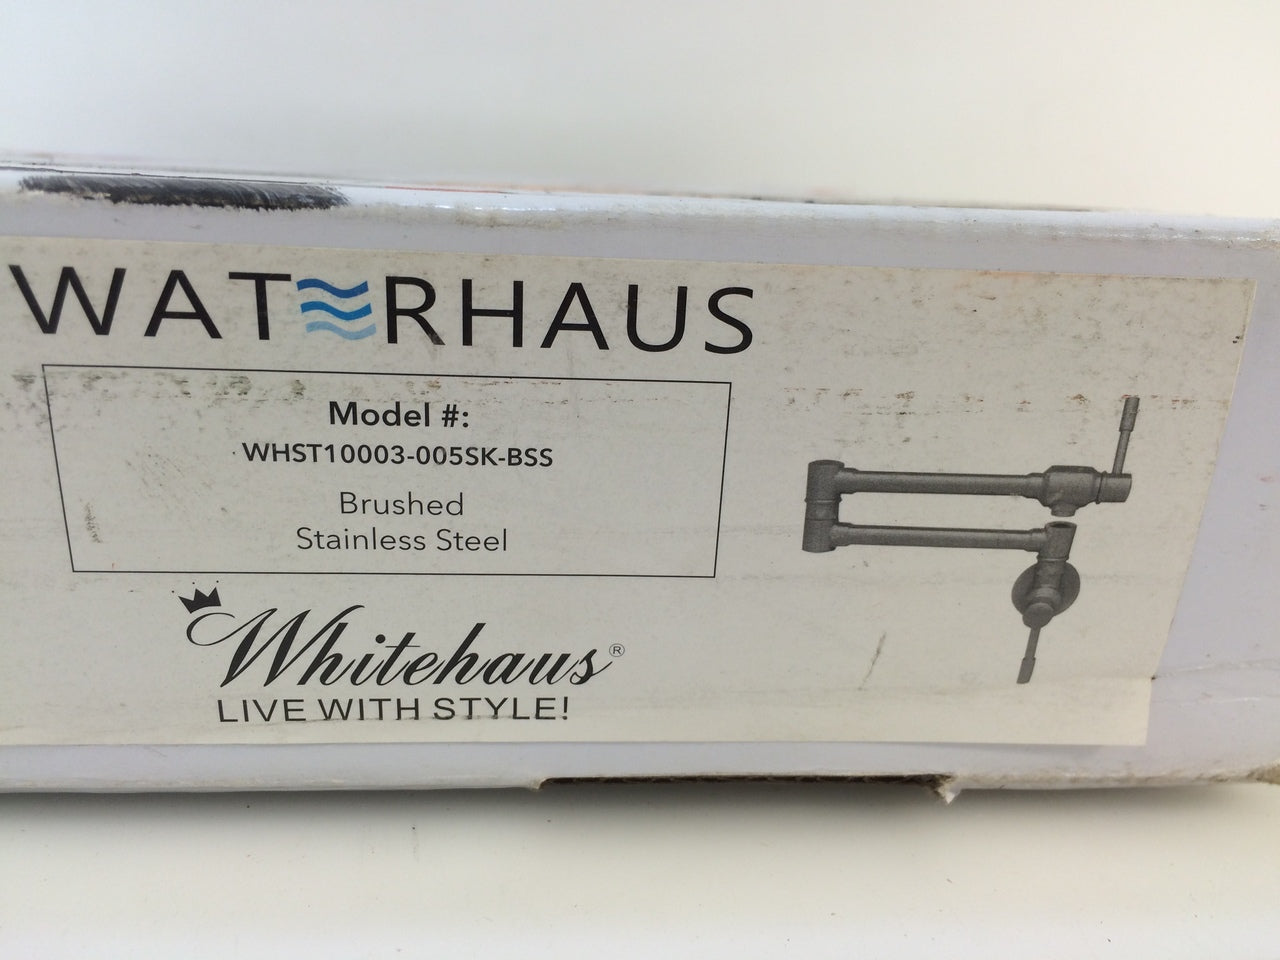 WATERHAUS
Model #:
WHST10003-005SK-BSS
Brushed
Stainless Steel
Whitehaus®
LIVE WITH STYLE!